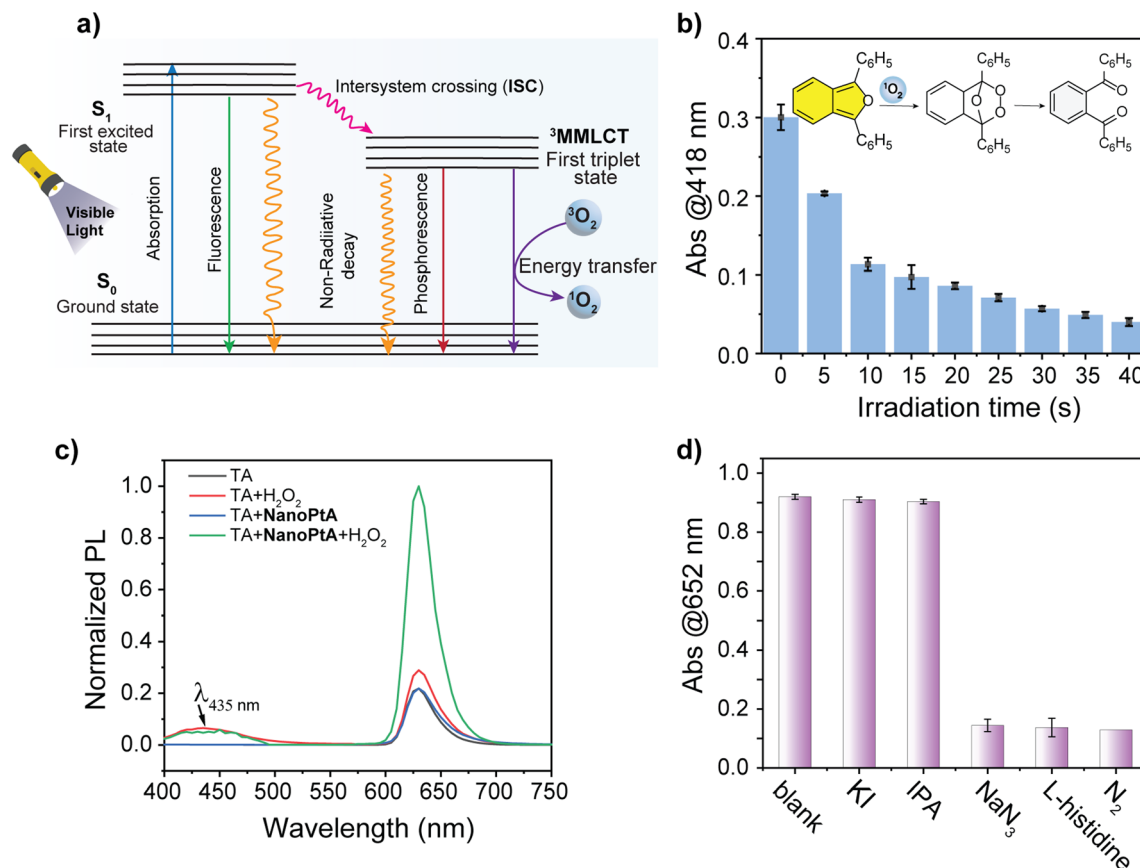 a)
Intersystem crossing (ISC)
S1
First excited
state
³MMLCT
First triplet
state
Visible
Light
Absorption
Fluorescence
Non-Radiiative
decay
Phosphorescence
³O₂
Energy transfer
¹O₂
S₀
Ground state
b)
Abs @418 nm
0.4
0.3
0.2
0.1
0.0
C₆H₅
¹O₂
O
C₆H₅
C₆H₅
O
O
O
C₆H₅
C₆H₅
O
O
C₆H₅
0
5
10
15
20
25
30
35
40
Irradiation time (s)
c)
Normalized PL
TA
TA+H₂O₂
TA+NanoPtA
TA+NanoPtA+H₂O₂
1.0
0.8
0.6
0.4
0.2
0.0
λ435 nm
400
450
500
550
600
650
700
750
Wavelength (nm)
d)
Abs @652 nm
1.0
0.8
0.6
0.4
0.2
0.0
blank
KI
IPA
NaN₃
L-histidine
N₂